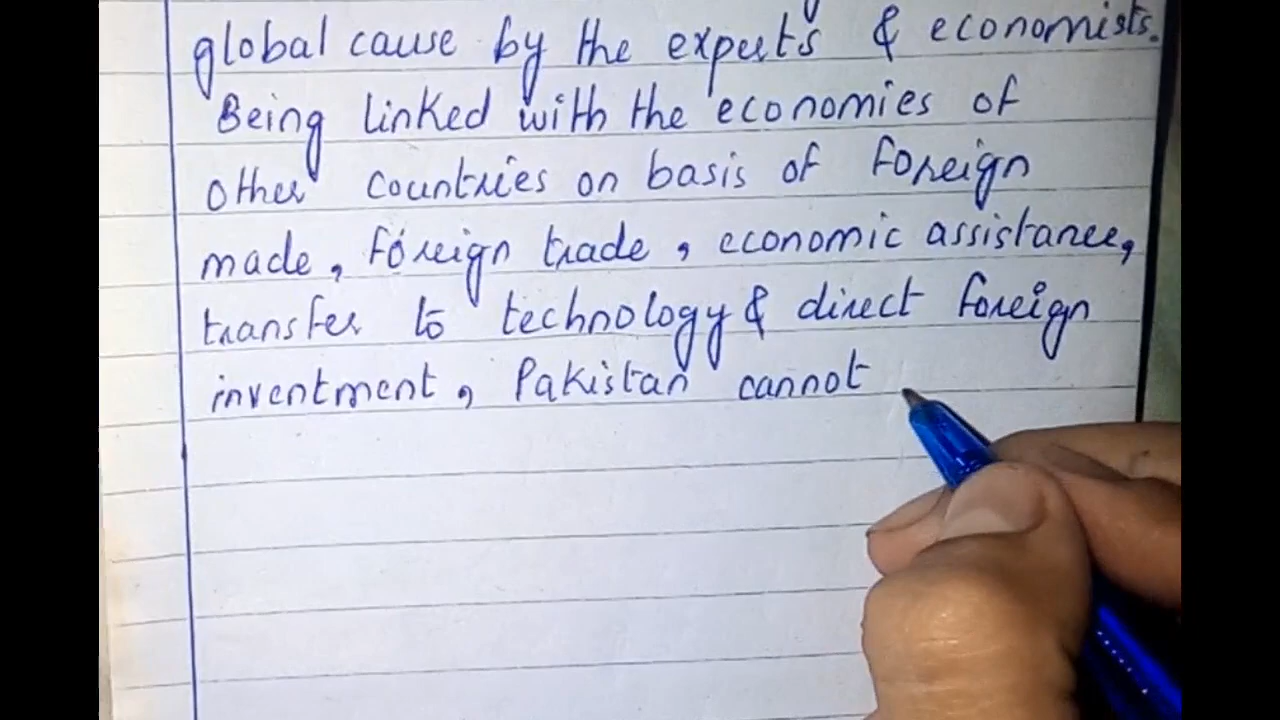 global cause by the experts & economists.
Being linked with the economies of
other countries on basis of foreign
made, foreign trade, economic assistance,
transfer to technology & direct foreign
inventment, Pakistan cannot